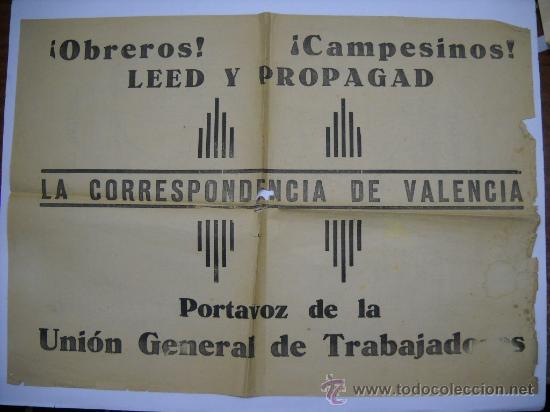 ¡Obreros! ¡Campesinos!
LEED Y PROPAGAD
LA CORRESPONDENCIA DE VALENCIA
Portavoz de la
Unión General de Trabajadores
www.todocoleccion.net